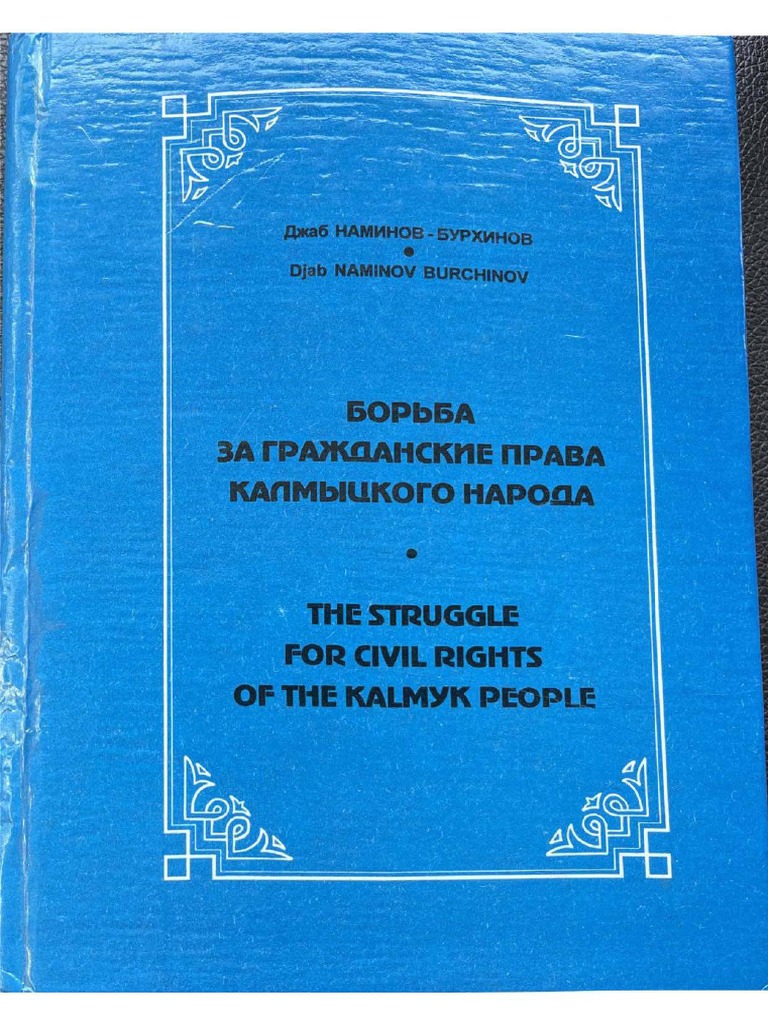 Джаб НАМИНОВ - БУРХИНОВ
•
Djab NAMINOV BURCHINOV
БОРЬБА
ЗА ГРАЖДАНСКИЕ ПРАВА
КАЛМЫЦКОГО НАРОДА
•
THE STRUGGLE
FOR CIVIL RIGHTS
OF THE KALMYK PEOPLE